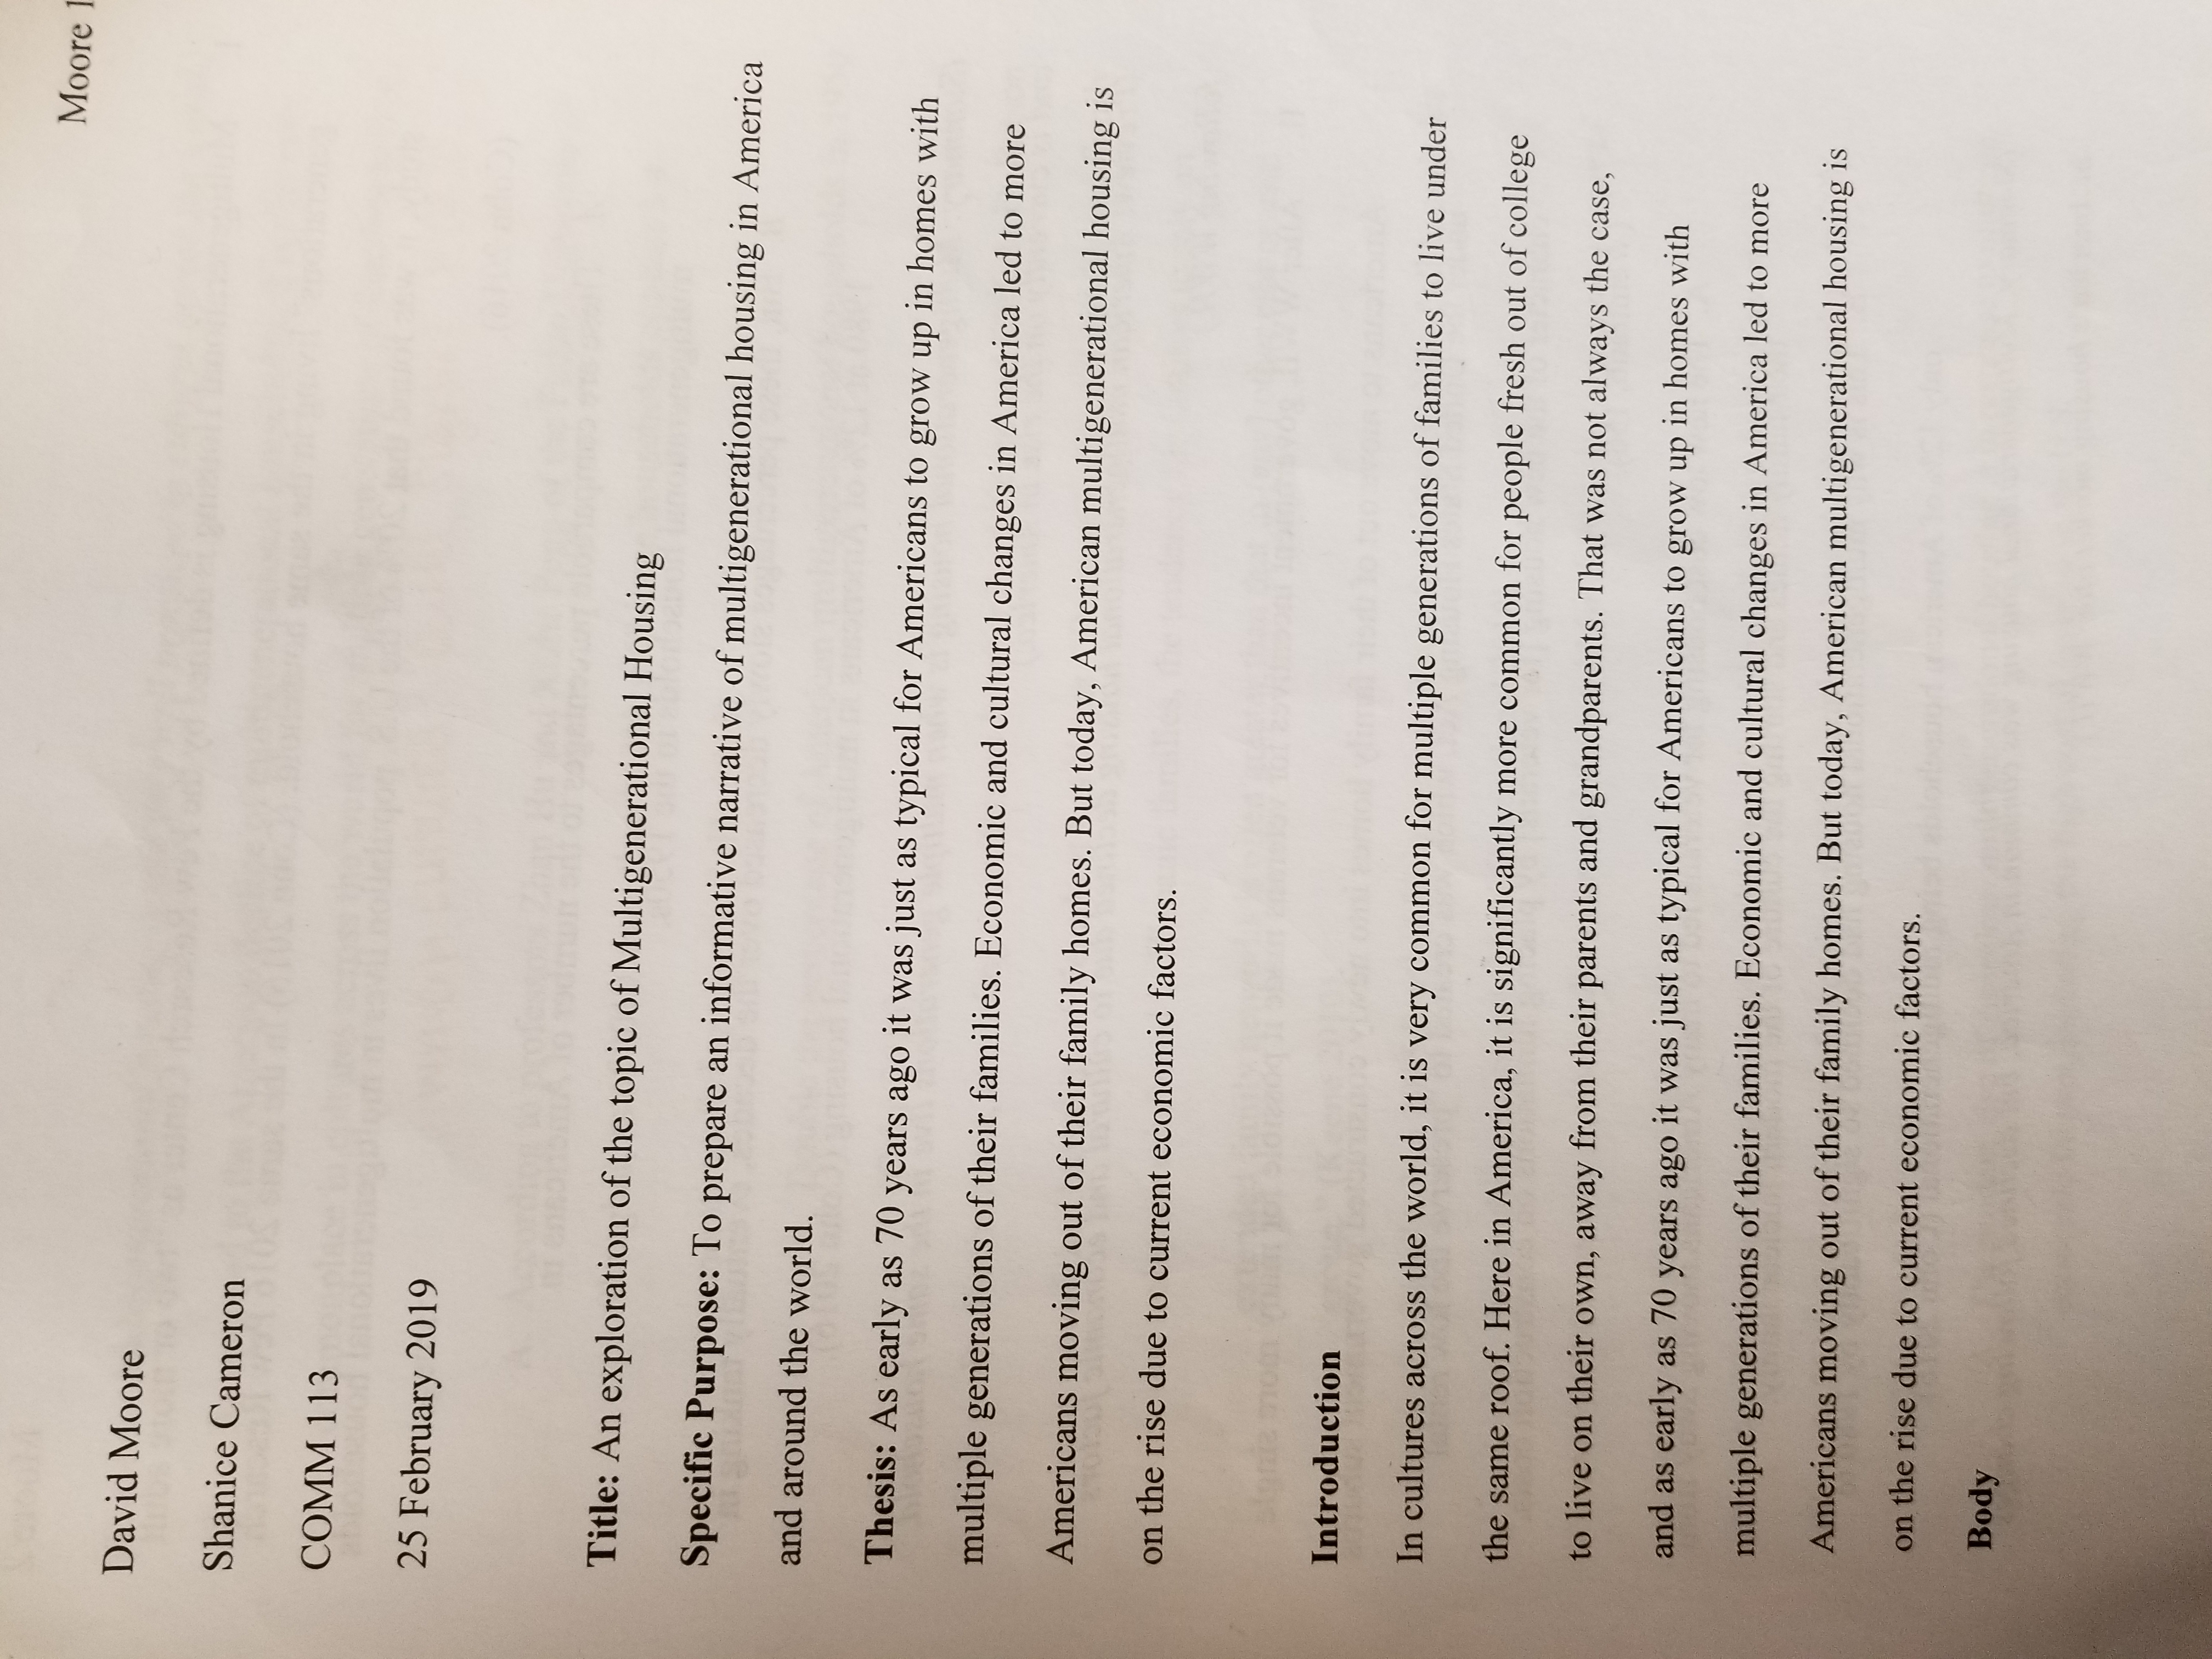 Moore 1
David Moore
Shanice Cameron
COMM 113
25 February 2019
Title: An exploration of the topic of Multigenerational Housing
Specific Purpose: To prepare an informative narrative of multigenerational housing in America
and around the world.
Thesis: As early as 70 years ago it was just as typical for Americans to grow up in homes with
multiple generations of their families. Economic and cultural changes in America led to more
Americans moving out of their family homes. But today, American multigenerational housing is
on the rise due to current economic factors.
Introduction
In cultures across the world, it is very common for multiple generations of families to live under
the same roof. Here in America, it is significantly more common for people fresh out of college
to live on their own, away from their parents and grandparents. That was not always the case,
and as early as 70 years ago it was just as typical for Americans to grow up in homes with
multiple generations of their families. Economic and cultural changes in America led to more
Americans moving out of their family homes. But today, American multigenerational housing is
on the rise due to current economic factors.
Body